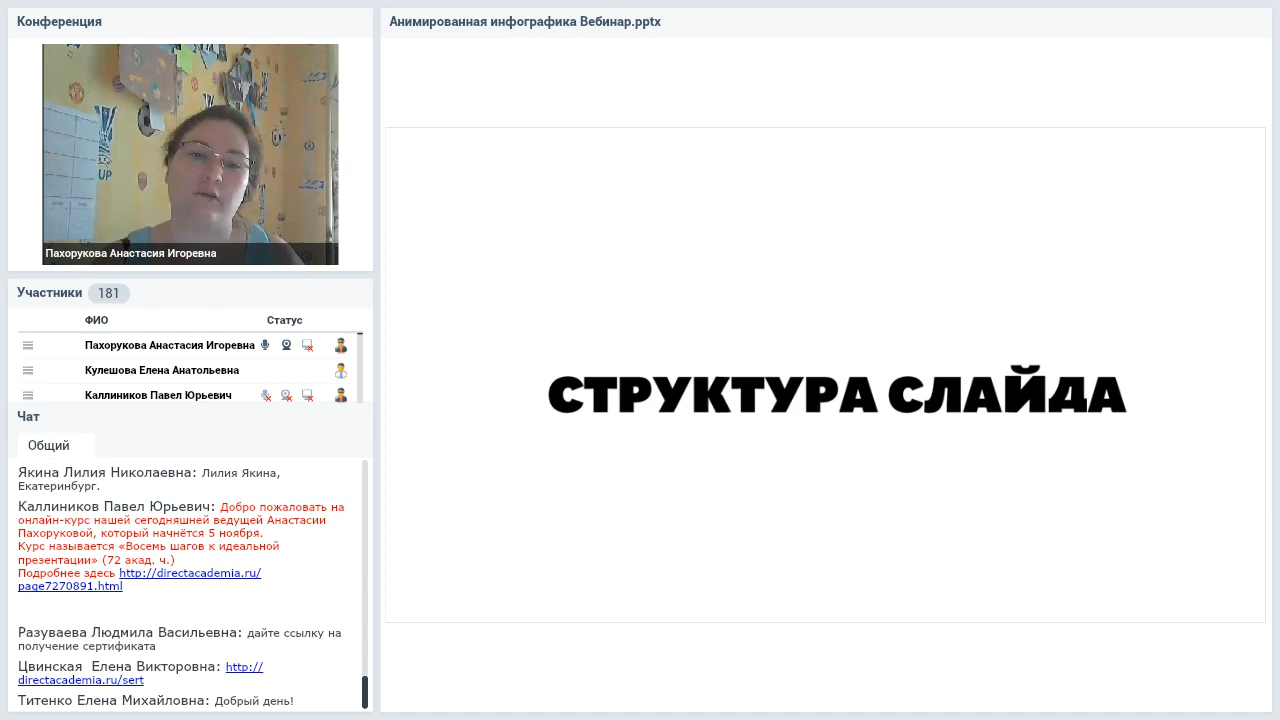 Конференция
UP
Пахорукова Анастасия Игоревна
Участники 181
ФИО Статус
Пахорукова Анастасия Игоревна
Кулешова Елена Анатольевна
Каллиников Павел Юрьевич
Чат
Общий
Якина Лилия Николаевна: Лилия Якина,
Екатеринбург.
Каллиников Павел Юрьевич: Добро пожаловать на
онлайн-курс нашей сегодняшней ведущей Анастасии
Пахоруковой, который начнётся 5 ноября.
Курс называется «Восемь шагов к идеальной
презентации» (72 акад. ч.)
Подробнее здесь http://directacademia.ru/
page7270891.html
Разуваева Людмила Васильевна: дайте ссылку на
получение сертификата
Цвинская Елена Викторовна: http://
directacademia.ru/sert
Титенко Елена Михайловна: Добрый день!
Анимированная инфографика Вебинар.pptx
СТРУКТУРА СЛАЙДА